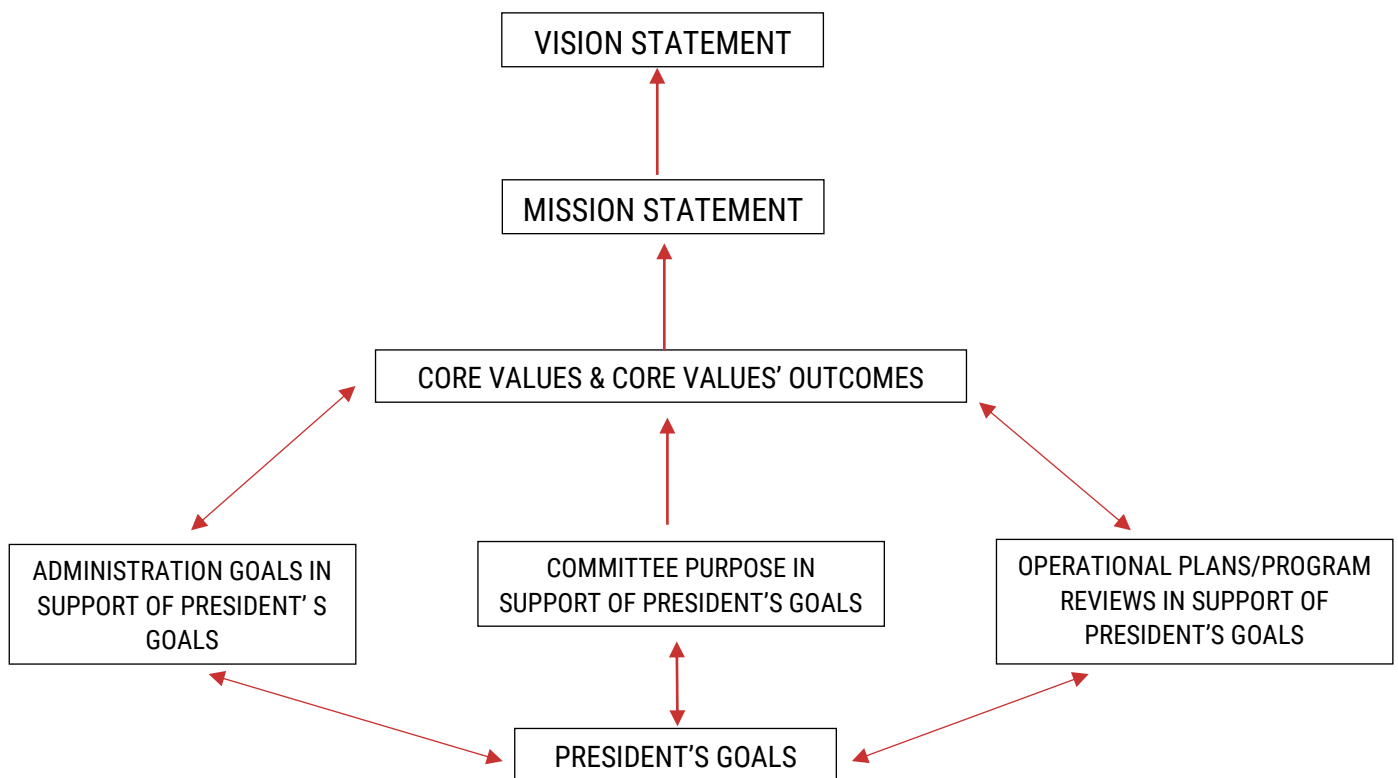 VISION STATEMENT
MISSION STATEMENT
CORE VALUES & CORE VALUES’ OUTCOMES
ADMINISTRATION GOALS IN
SUPPORT OF PRESIDENT’ S
GOALS
COMMITTEE PURPOSE IN
SUPPORT OF PRESIDENT’S GOALS
OPERATIONAL PLANS/PROGRAM
REVIEWS IN SUPPORT OF
PRESIDENT’S GOALS
PRESIDENT’S GOALS